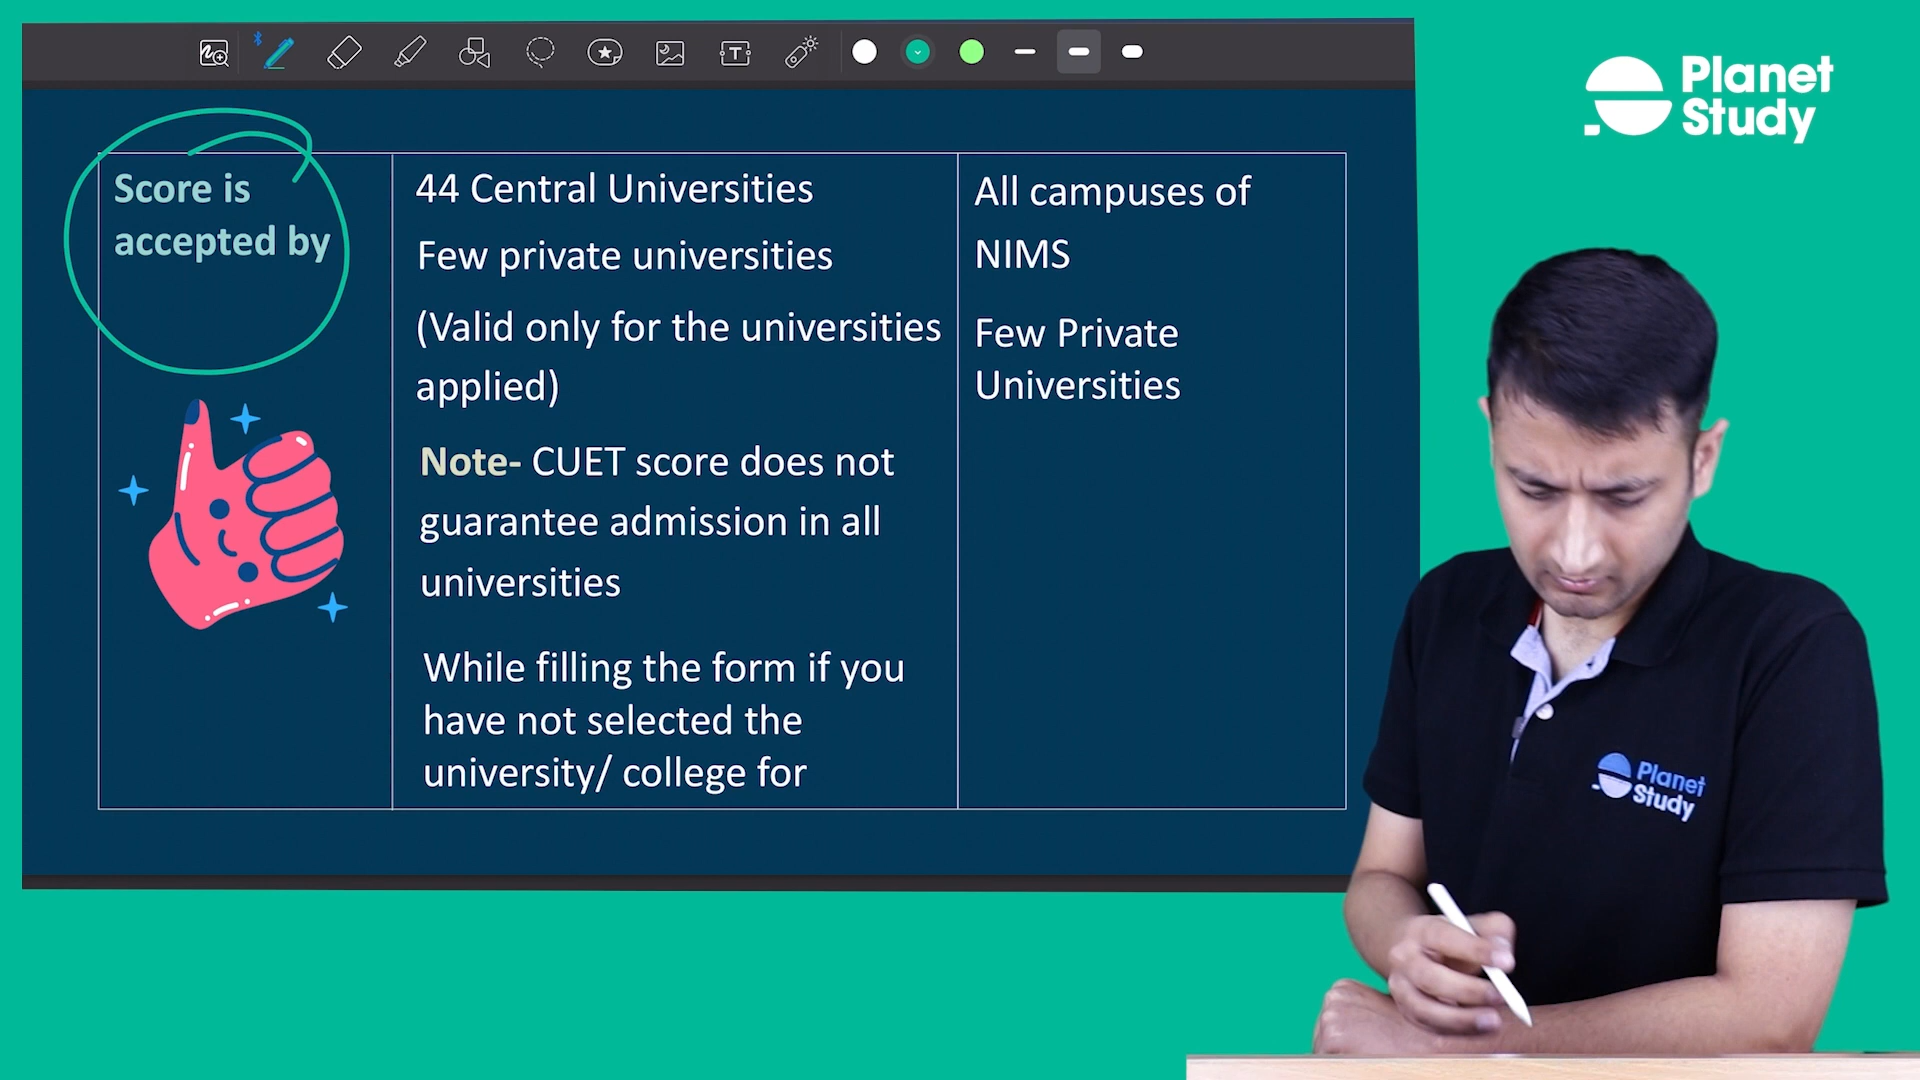 Planet
Study
Score is
accepted by
44 Central Universities
Few private universities
(Valid only for the universities
applied)
Note- CUET score does not
guarantee admission in all
universities
While filling the form if you
have not selected the
university/ college for
All campuses of
NIMS
Few Private
Universities
Planet
Study
T